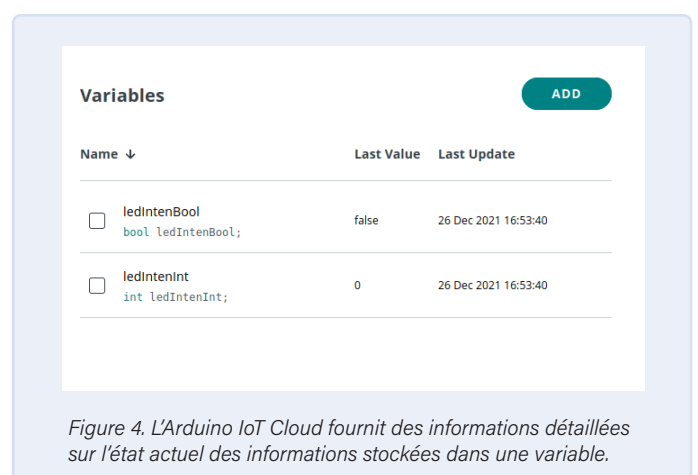 Variables
ADD
Name ↓ Last Value Last Update
ledIntenBool
bool ledIntenBool;
false 26 Dec 2021 16:53:40
ledIntenInt
int ledIntenInt;
0 26 Dec 2021 16:53:40
Figure 4. L'Arduino IoT Cloud fournit des informations détaillées
sur l'état actuel des informations stockées dans une variable.